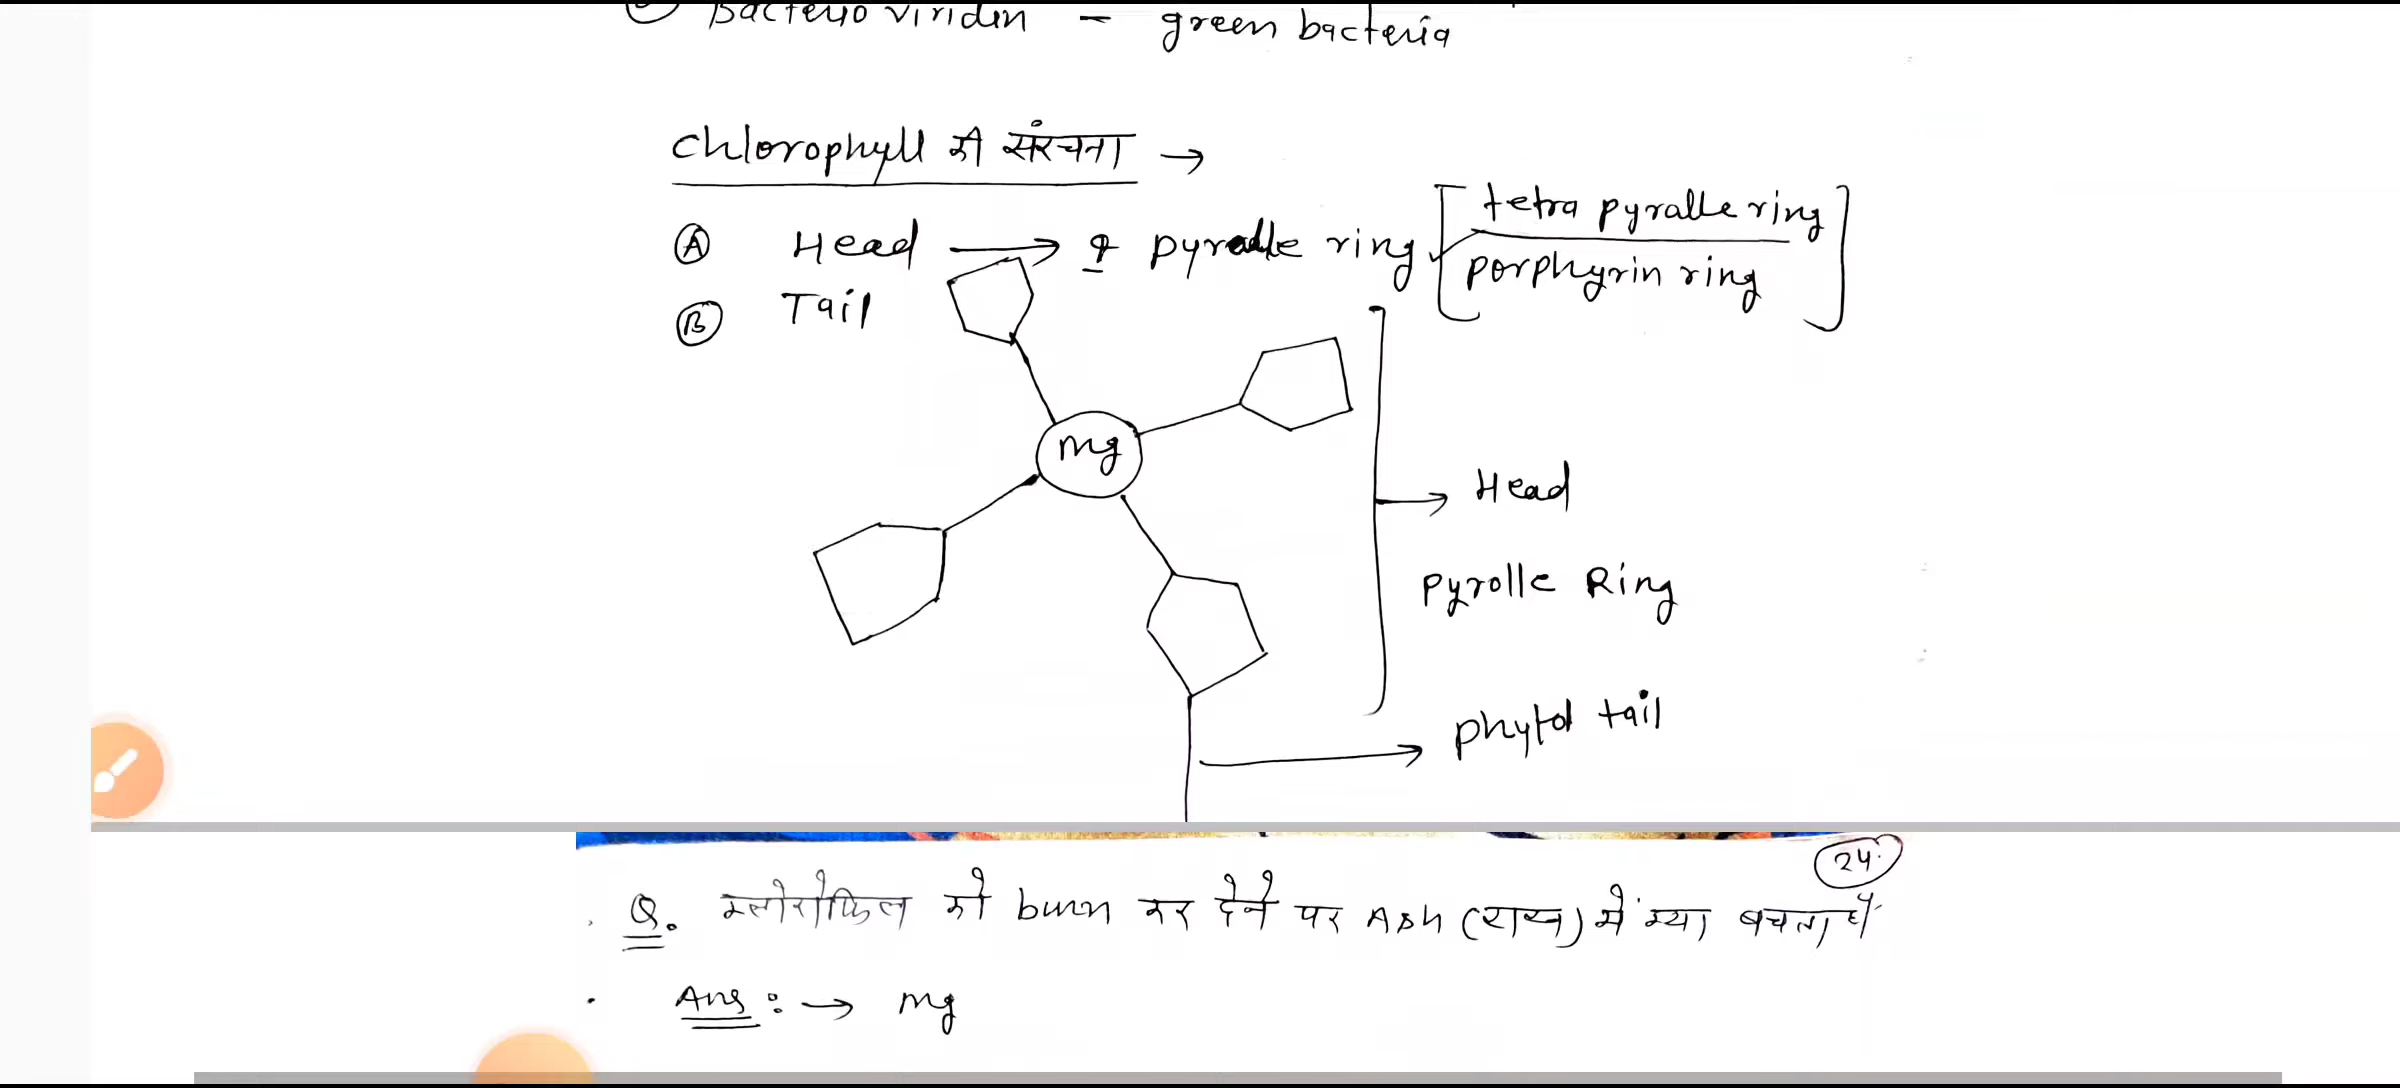 Bacterio viridin - green bacteria
Chlorophyll की संरचना →
Ⓐ Head → 4 pyrolle ring [tetra pyralle ring
porphyrin ring]
Ⓑ Tail
mg
→ Head
Pyrolle Ring
→ phytol tail
24.
Q. क्लोरोफिल को burn कर देने पर Ash (राख) में क्या बचता है
Ans :→ mg